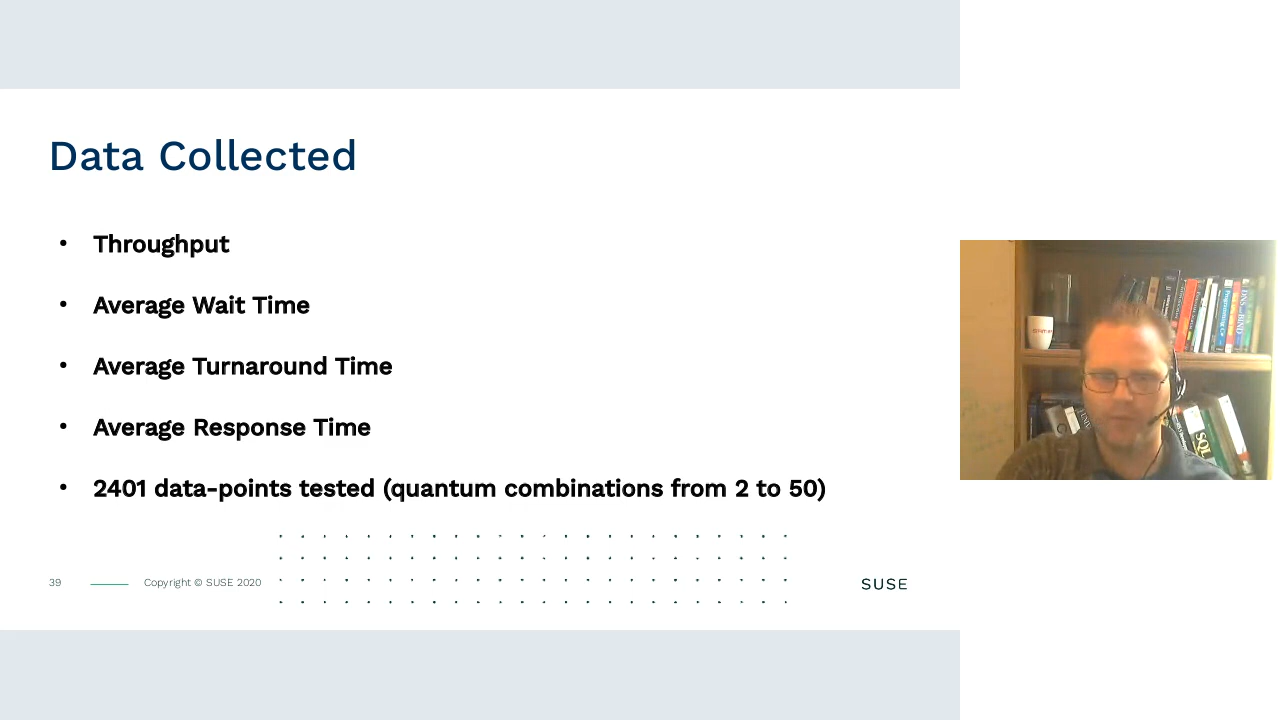 Data Collected
• Throughput
• Average Wait Time
• Average Turnaround Time
• Average Response Time
• 2401 data-points tested (quantum combinations from 2 to 50)
39
Copyright © SUSE 2020
SUSE
SQL